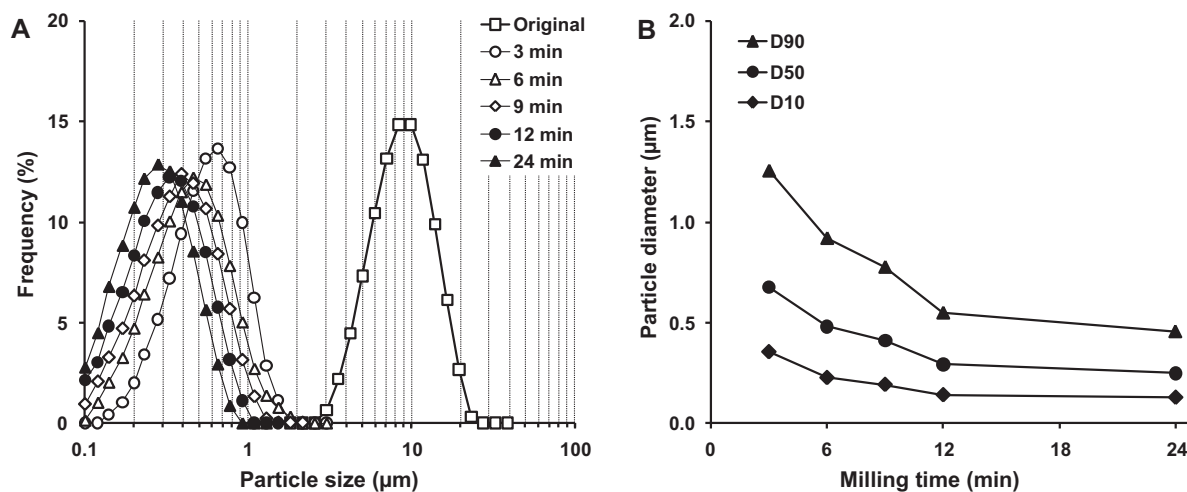 A
Frequency (%)
20
15
10
5
0
0.1
1
10
100
Particle size (μm)
Original
3 min
6 min
9 min
12 min
24 min
B
Particle diameter (μm)
2.0
1.5
1.0
0.5
0.0
0
6
12
18
24
Milling time (min)
D90
D50
D10